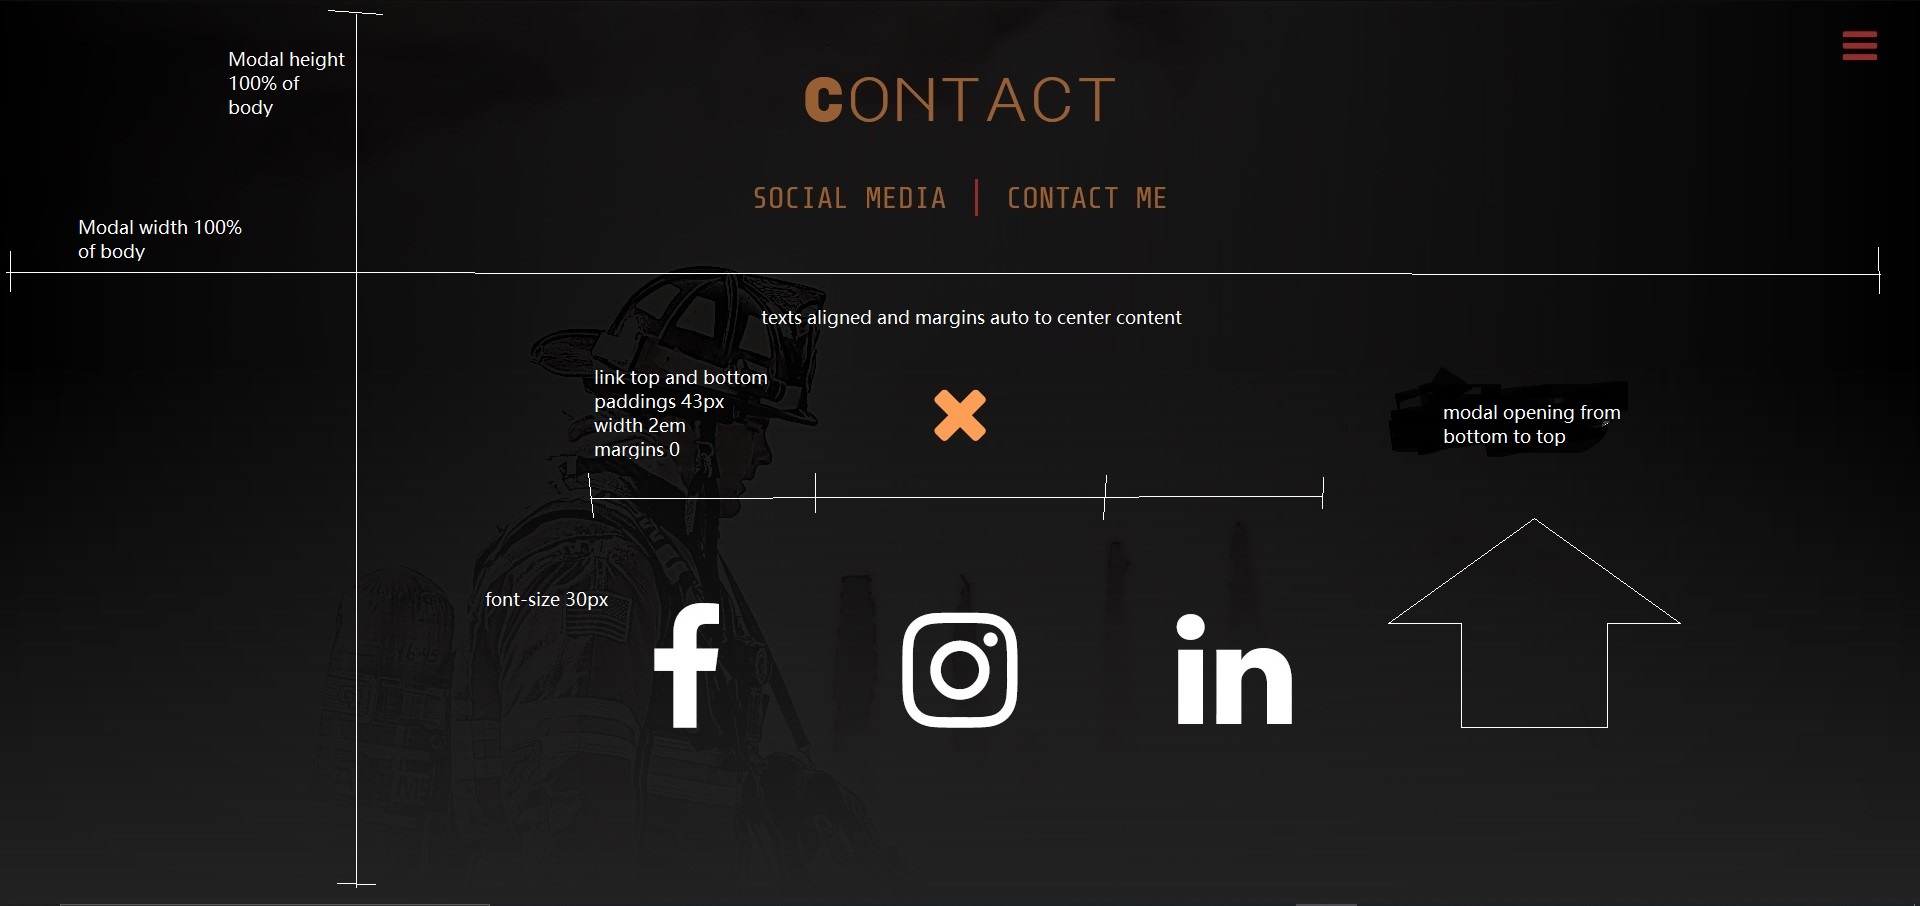 Modal height
100% of
body
CONTACT
SOCIAL MEDIA | CONTACT ME
Modal width 100%
of body
texts aligned and margins auto to center content
link top and bottom
paddings 43px
width 2em
margins 0
modal opening from
bottom to top
font-size 30px